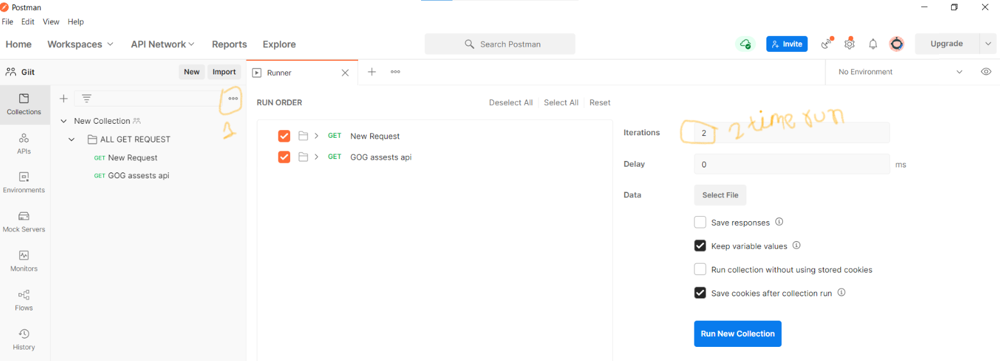 Postman
File Edit View Help
Home Workspaces API Network Reports Explore Search Postman Invite Upgrade
Giit New Import Runner No Environment
Collections
APIs
Environments
Mock Servers
Monitors
Flows
History
New Collection
ALL GET REQUEST
GET New Request
GET GOG assests api
RUN ORDER Deselect All Select All Reset
GET New Request
GET GOG assests api
Iterations 2 2 time run
Delay 0 ms
Data Select File
Save responses
Keep variable values
Run collection without using stored cookies
Save cookies after collection run
Run New Collection